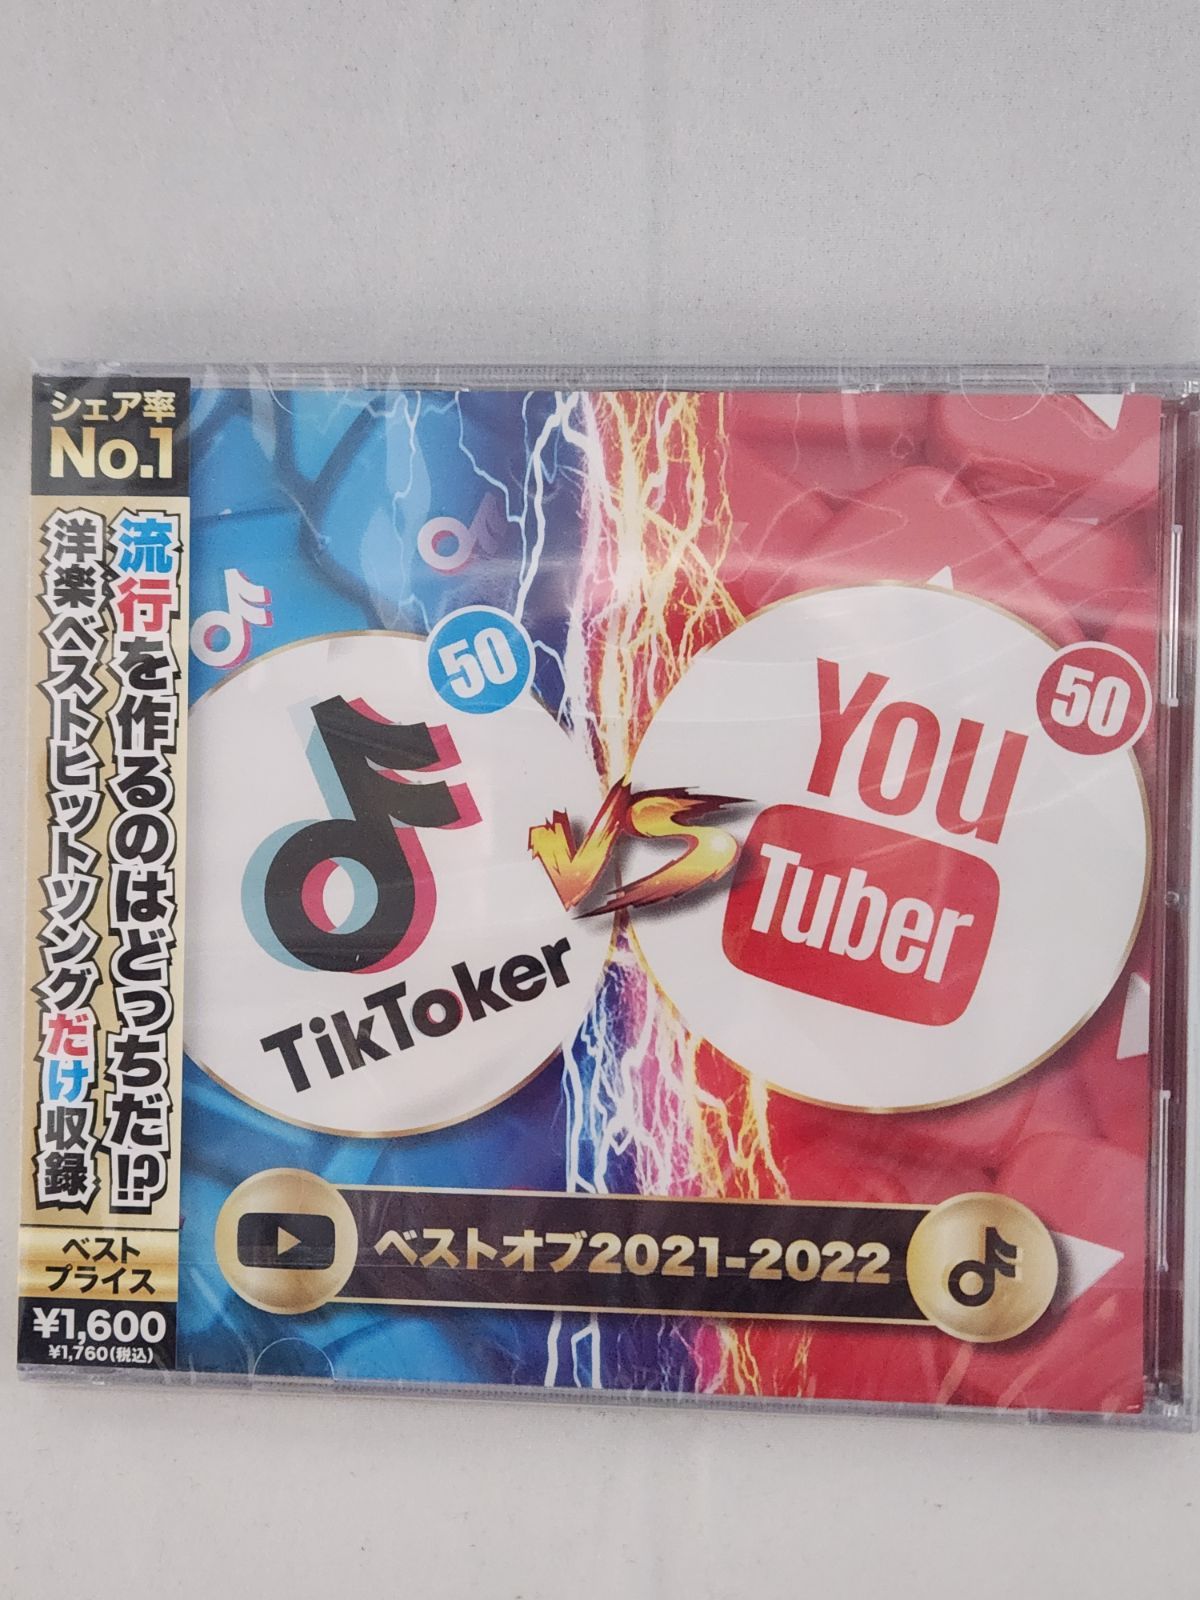 シェア率
No.1
流行を作るのはどっちだ!?
洋楽ベストヒットソングだけ収録
ベスト
プライス
¥1,600
¥1,760(税込)
50
TikToker
VS
50
You
Tuber
ベストオブ2021-2022